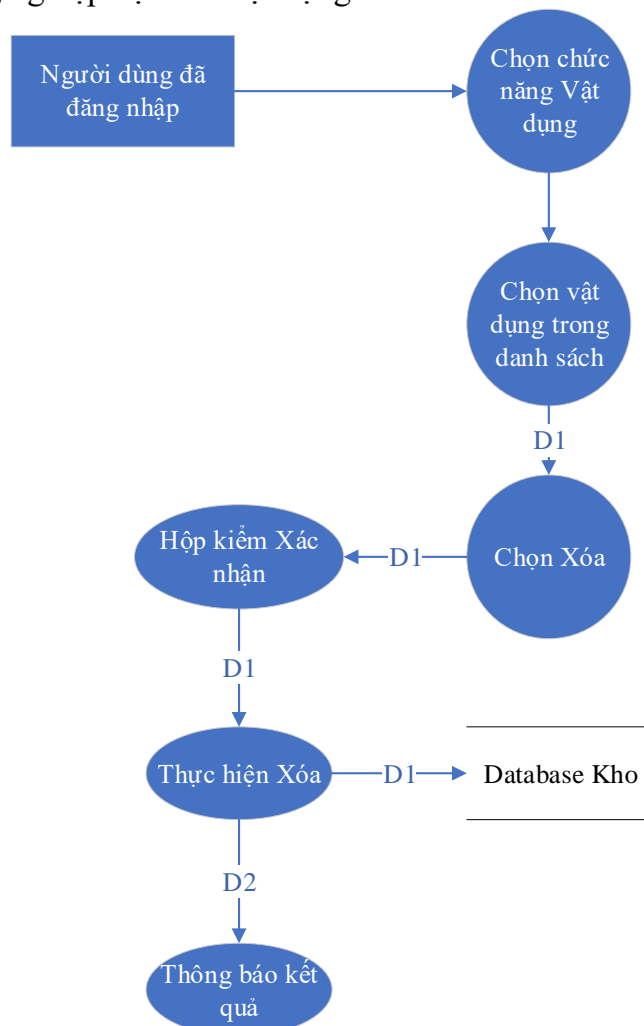 Người dùng đã
đăng nhập
Chọn chức
năng Vật
dụng
Chọn vật
dụng trong
danh sách
D1
Chọn Xóa
D1
Hộp kiểm Xác
nhận
D1
Thực hiện Xóa
D1
Database Kho
D2
Thông báo kết
quả